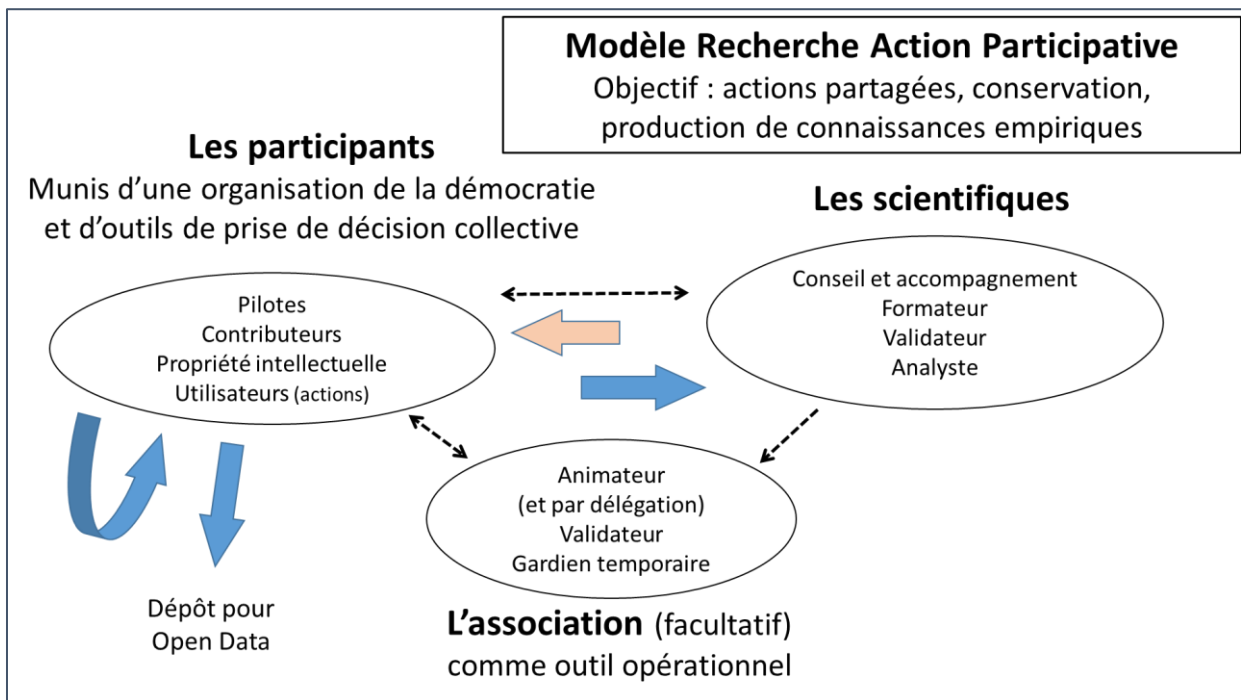 Modèle Recherche Action Participative
Objectif : actions partagées, conservation,
production de connaissances empiriques
Les participants
Munis d’une organisation de la démocratie
et d’outils de prise de décision collective
Les scientifiques
Pilotes
Contributeurs
Propriété intellectuelle
Utilisateurs (actions)
Conseil et accompagnement
Formateur
Validateur
Analyste
Animateur
(et par délégation)
Validateur
Gardien temporaire
Dépôt pour
Open Data
L’association (facultatif)
comme outil opérationnel